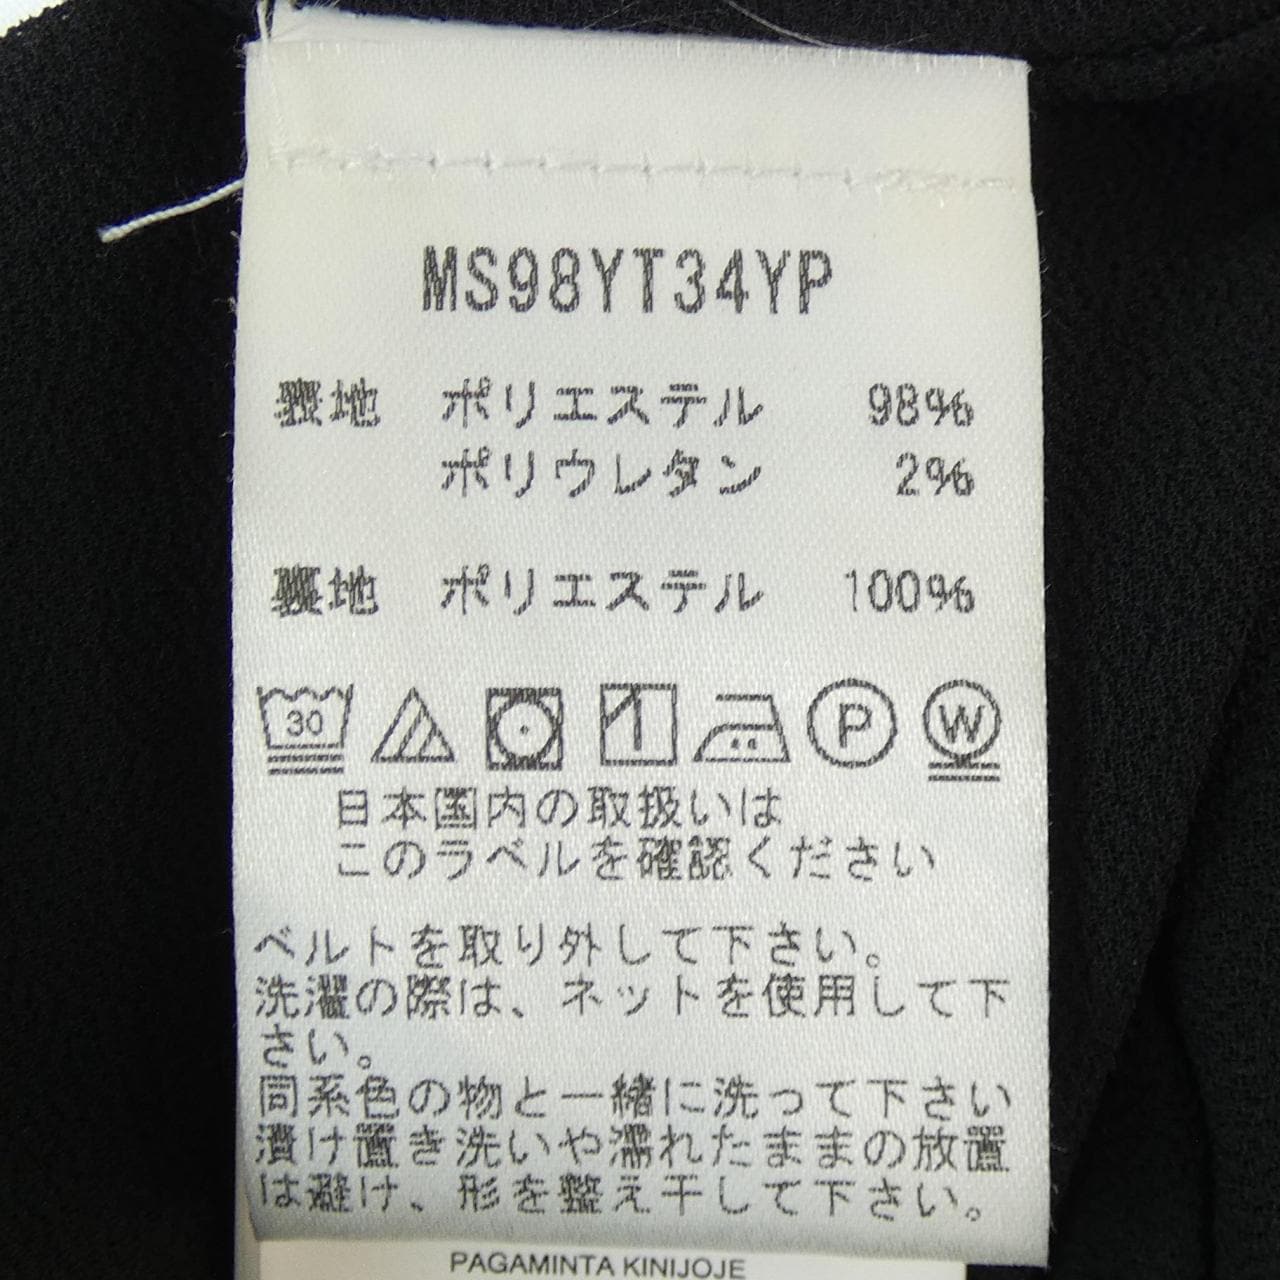 MS98YT34YP
表地 ポリエステル 98%
ポリウレタン 2%
裏地 ポリエステル 100%
30 P W
日本国内の取扱いは
このラベルを確認ください
ベルトを取り外して下さい。
洗濯の際は、ネットを使用して下
さい。
同系色の物と一緒に洗って下さい
漬け置き洗いや濡れたままの放置
は避け、形を整え干して下さい。
PAGAMINTA KINIJOJE